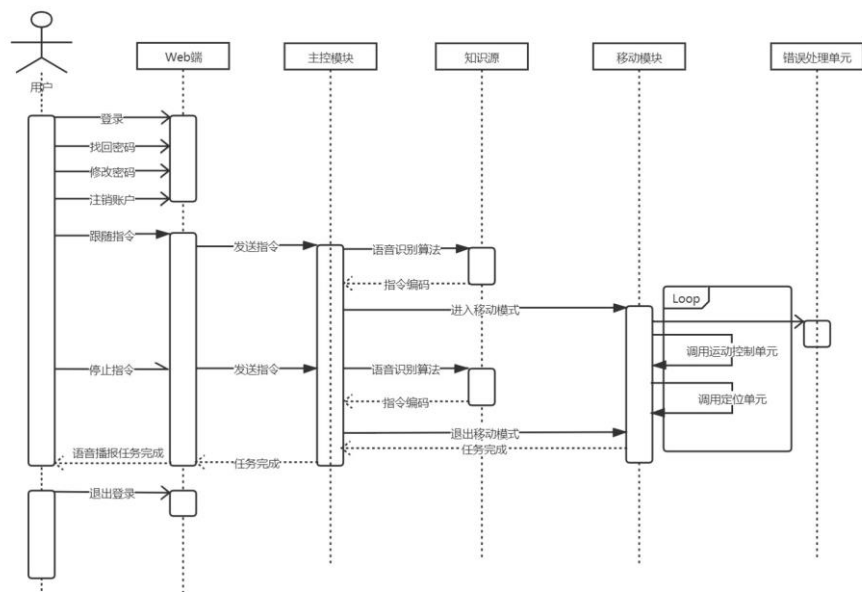 Web端
主控模块
知识源
移动模块
错误处理单元
用户
登录
找回密码
修改密码
注销账户
跟随指令
发送指令
语音识别算法
指令编码
Loop
进入移动模式
调用运动控制单元
停止指令
发送指令
语音识别算法
调用定位单元
指令编码
退出移动模式
语音播报任务完成
任务完成
任务完成
退出登录